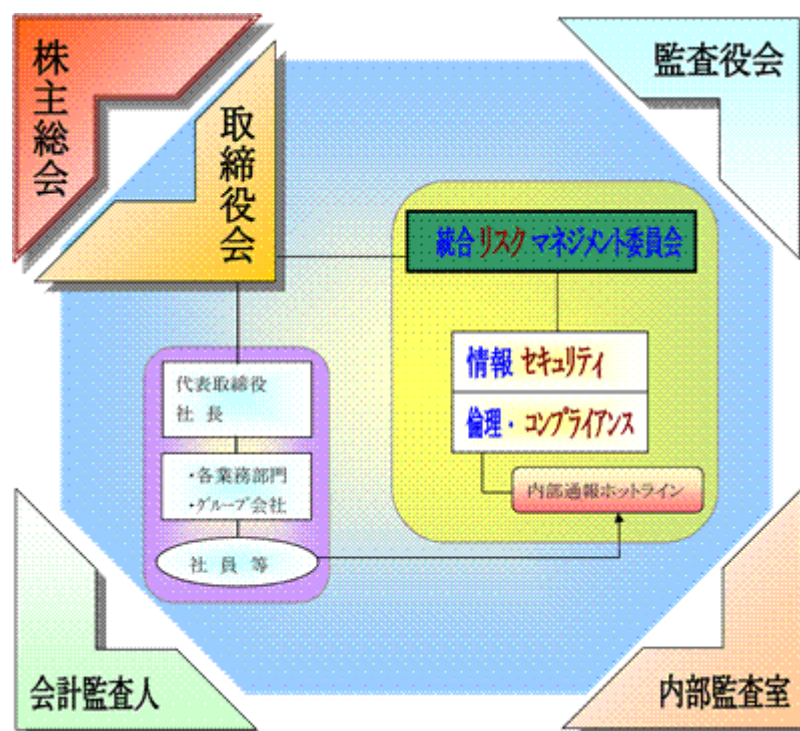 株主総会
取締役会
監査役会
統合リスクマネジメント委員会
情報セキュリティ
倫理・コンプライアンス
内部通報ホットライン
代表取締役
社長
・各業務部門
・グループ会社
社員等
会計監査人
内部監査室